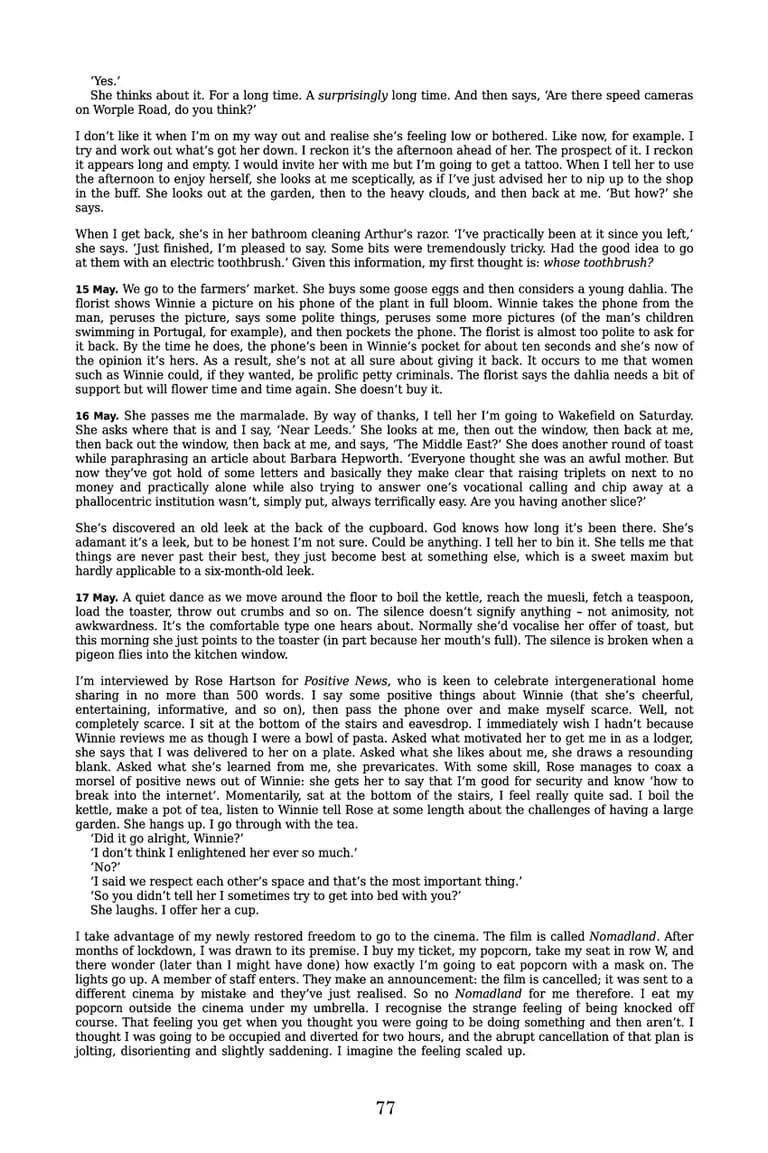 ‘Yes.’
She thinks about it. For a long time. A surprisingly long time. And then says, ‘Are there speed cameras
on Worple Road, do you think?’
I don’t like it when I’m on my way out and realise she’s feeling low or bothered. Like now, for example. I
try and work out what’s got her down. I reckon it’s the afternoon ahead of her. The prospect of it. I reckon
it appears long and empty. I would invite her with me but I’m going to get a tattoo. When I tell her to use
the afternoon to enjoy herself, she looks at me sceptically, as if I’ve just advised her to nip up to the shop
in the buff. She looks out at the garden, then to the heavy clouds, and then back at me. ‘But how?’ she
says.
When I get back, she’s in her bathroom cleaning Arthur’s razor. ‘I’ve practically been at it since you left,’
she says. ‘Just finished, I’m pleased to say. Some bits were tremendously tricky. Had the good idea to go
at them with an electric toothbrush.’ Given this information, my first thought is: whose toothbrush?
15 May. We go to the farmers’ market. She buys some goose eggs and then considers a young dahlia. The
florist shows Winnie a picture on his phone of the plant in full bloom. Winnie takes the phone from the
man, peruses the picture, says some polite things, peruses some more pictures (of the man’s children
swimming in Portugal, for example), and then pockets the phone. The florist is almost too polite to ask for
it back. By the time he does, the phone’s been in Winnie’s pocket for about ten seconds and she’s now of
the opinion it’s hers. As a result, she’s not at all sure about giving it back. It occurs to me that women
such as Winnie could, if they wanted, be prolific petty criminals. The florist says the dahlia needs a bit of
support but will flower time and time again. She doesn’t buy it.
16 May. She passes me the marmalade. By way of thanks, I tell her I’m going to Wakefield on Saturday.
She asks where that is and I say, ‘Near Leeds.’ She looks at me, then out the window, then back at me,
then back out the window, then back at me, and says, ‘The Middle East?’ She does another round of toast
while paraphrasing an article about Barbara Hepworth. ‘Everyone thought she was an awful mother. But
now they’ve got hold of some letters and basically they make clear that raising triplets on next to no
money and practically alone while also trying to answer one’s vocational calling and chip away at a
phallocentric institution wasn’t, simply put, always terrifically easy. Are you having another slice?’
She’s discovered an old leek at the back of the cupboard. God knows how long it’s been there. She’s
adamant it’s a leek, but to be honest I’m not sure. Could be anything. I tell her to bin it. She tells me that
things are never past their best, they just become best at something else, which is a sweet maxim but
hardly applicable to a six-month-old leek.
17 May. A quiet dance as we move around the floor to boil the kettle, reach the muesli, fetch a teaspoon,
load the toaster, throw out crumbs and so on. The silence doesn’t signify anything – not animosity, not
awkwardness. It’s the comfortable type one hears about. Normally she’d vocalise her offer of toast, but
this morning she just points to the toaster (in part because her mouth’s full). The silence is broken when a
pigeon flies into the kitchen window.
I’m interviewed by Rose Hartson for Positive News, who is keen to celebrate intergenerational home
sharing in no more than 500 words. I say some positive things about Winnie (that she’s cheerful,
entertaining, informative, and so on), then pass the phone over and make myself scarce. Well, not
completely scarce. I sit at the bottom of the stairs and eavesdrop. I immediately wish I hadn’t because
Winnie reviews me as though I were a bowl of pasta. Asked what motivated her to get me in as a lodger,
she says that I was delivered to her on a plate. Asked what she likes about me, she draws a resounding
blank. Asked what she’s learned from me, she prevaricates. With some skill, Rose manages to coax a
morsel of positive news out of Winnie: she gets her to say that I’m good for security and know ‘how to
break into the internet’. Momentarily, sat at the bottom of the stairs, I feel really quite sad. I boil the
kettle, make a pot of tea, listen to Winnie tell Rose at some length about the challenges of having a large
garden. She hangs up. I go through with the tea.
‘Did it go alright, Winnie?’
‘I don’t think I enlightened her ever so much.’
‘No?’
‘I said we respect each other’s space and that’s the most important thing.’
‘So you didn’t tell her I sometimes try to get into bed with you?’
She laughs. I offer her a cup.
I take advantage of my newly restored freedom to go to the cinema. The film is called Nomadland. After
months of lockdown, I was drawn to its premise. I buy my ticket, my popcorn, take my seat in row W, and
there wonder (later than I might have done) how exactly I’m going to eat popcorn with a mask on. The
lights go up. A member of staff enters. They make an announcement: the film is cancelled; it was sent to a
different cinema by mistake and they’ve just realised. So no Nomadland for me therefore. I eat my
popcorn outside the cinema under my umbrella. I recognise the strange feeling of being knocked off
course. That feeling you get when you thought you were going to be doing something and then aren’t. I
thought I was going to be occupied and diverted for two hours, and the abrupt cancellation of that plan is
jolting, disorienting and slightly saddening. I imagine the feeling scaled up.
77